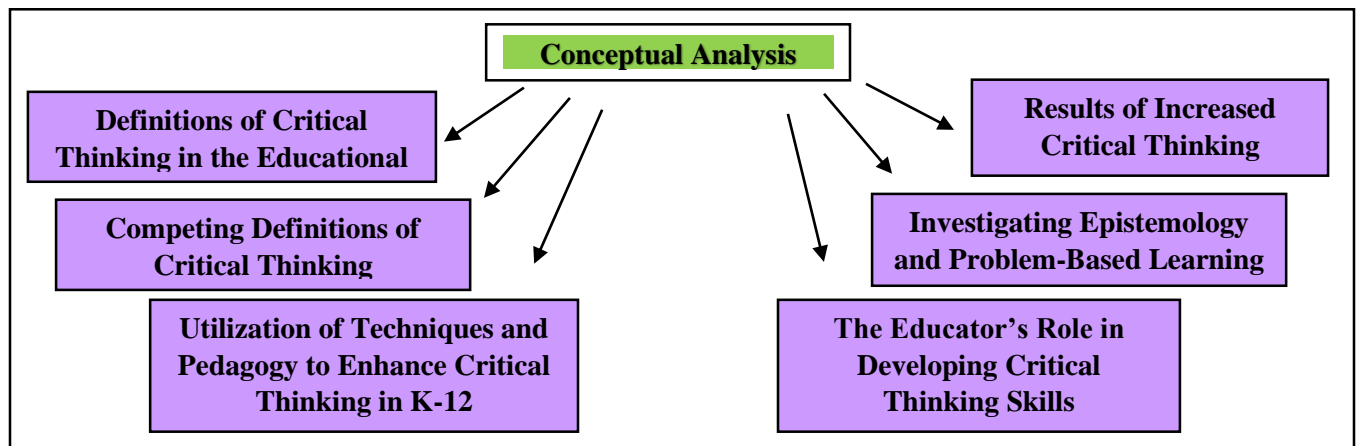 Conceptual Analysis
Definitions of Critical
Thinking in the Educational
Results of Increased
Critical Thinking
Competing Definitions of
Critical Thinking
Investigating Epistemology
and Problem-Based Learning
Utilization of Techniques and
Pedagogy to Enhance Critical
Thinking in K-12
The Educator’s Role in
Developing Critical
Thinking Skills